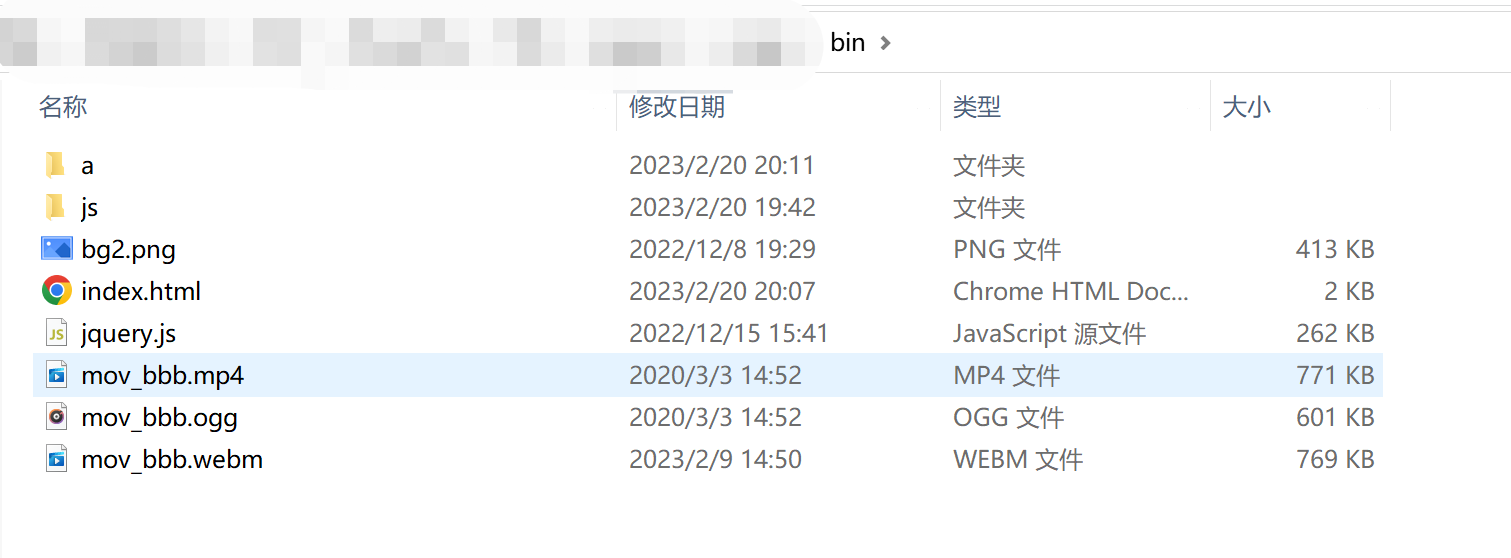 bin
名称 修改日期 类型 大小
a 2023/2/20 20:11 文件夹
js 2023/2/20 19:42 文件夹
bg2.png 2022/12/8 19:29 PNG 文件 413 KB
index.html 2023/2/20 20:07 Chrome HTML Doc... 2 KB
jquery.js 2022/12/15 15:41 JavaScript 源文件 262 KB
mov_bbb.mp4 2020/3/3 14:52 MP4 文件 771 KB
mov_bbb.ogg 2020/3/3 14:52 OGG 文件 601 KB
mov_bbb.webm 2023/2/9 14:50 WEBM 文件 769 KB